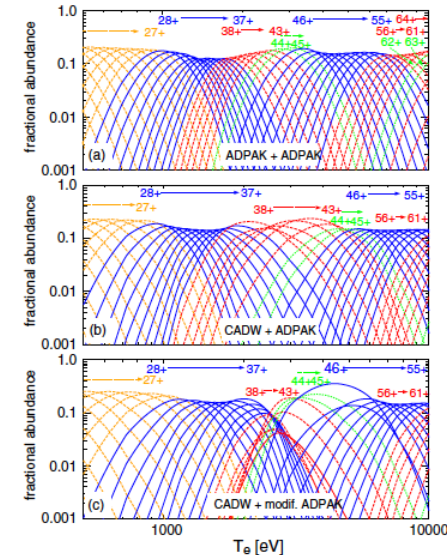 28+ 37+ 46+ 55+ 64+
27+ 38+ 43+ 56+ 61+
44+ 45+ 62+ 63+
fractional abundance
1.0
0.1
0.01
0.001
(a) ADPAK + ADPAK
28+ 37+ 46+ 55+
27+ 38+ 43+
44+ 45+ 56+ 61+
fractional abundance
1.0
0.1
0.01
0.001
(b) CADW + ADPAK
28+ 37+ 44+ 45+ 46+ 55+
27+ 38+ 43+ 56+ 61+
fractional abundance
1.0
0.1
0.01
0.001
(c) CADW + modif. ADPAK
1000 10000
Te [eV]